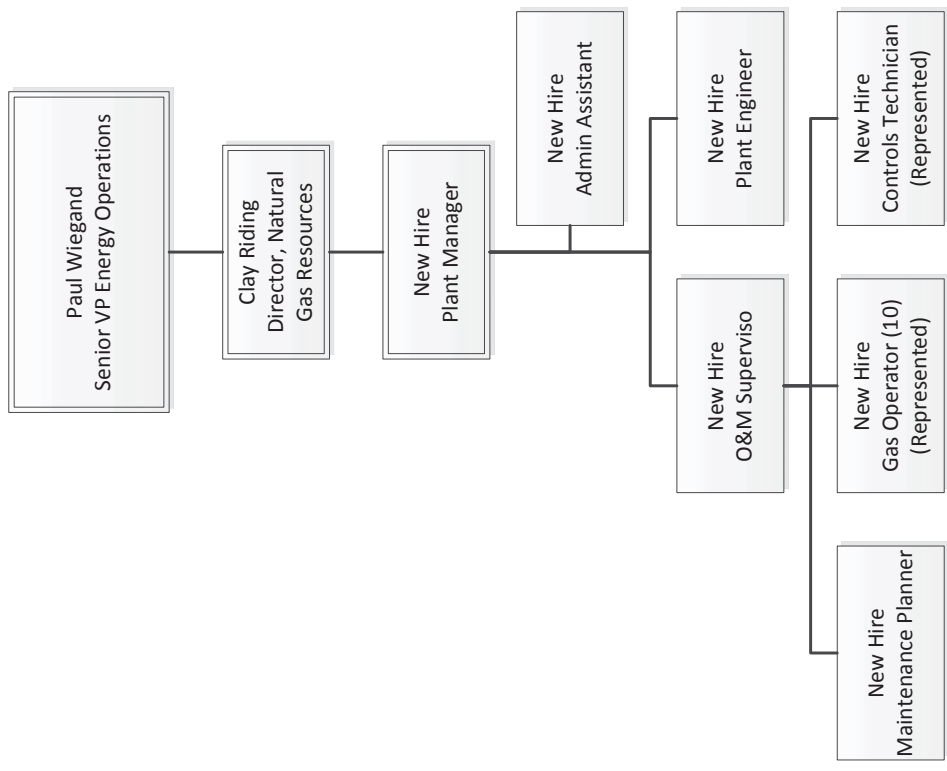 Paul Wiegand
Senior VP Energy Operations
Clay Riding
Director, Natural
Gas Resources
New Hire
Plant Manager
New Hire
Admin Assistant
New Hire
O&M Superviso
New Hire
Plant Engineer
New Hire
Maintenance Planner
New Hire
Gas Operator (10)
(Represented)
New Hire
Controls Technician
(Represented)